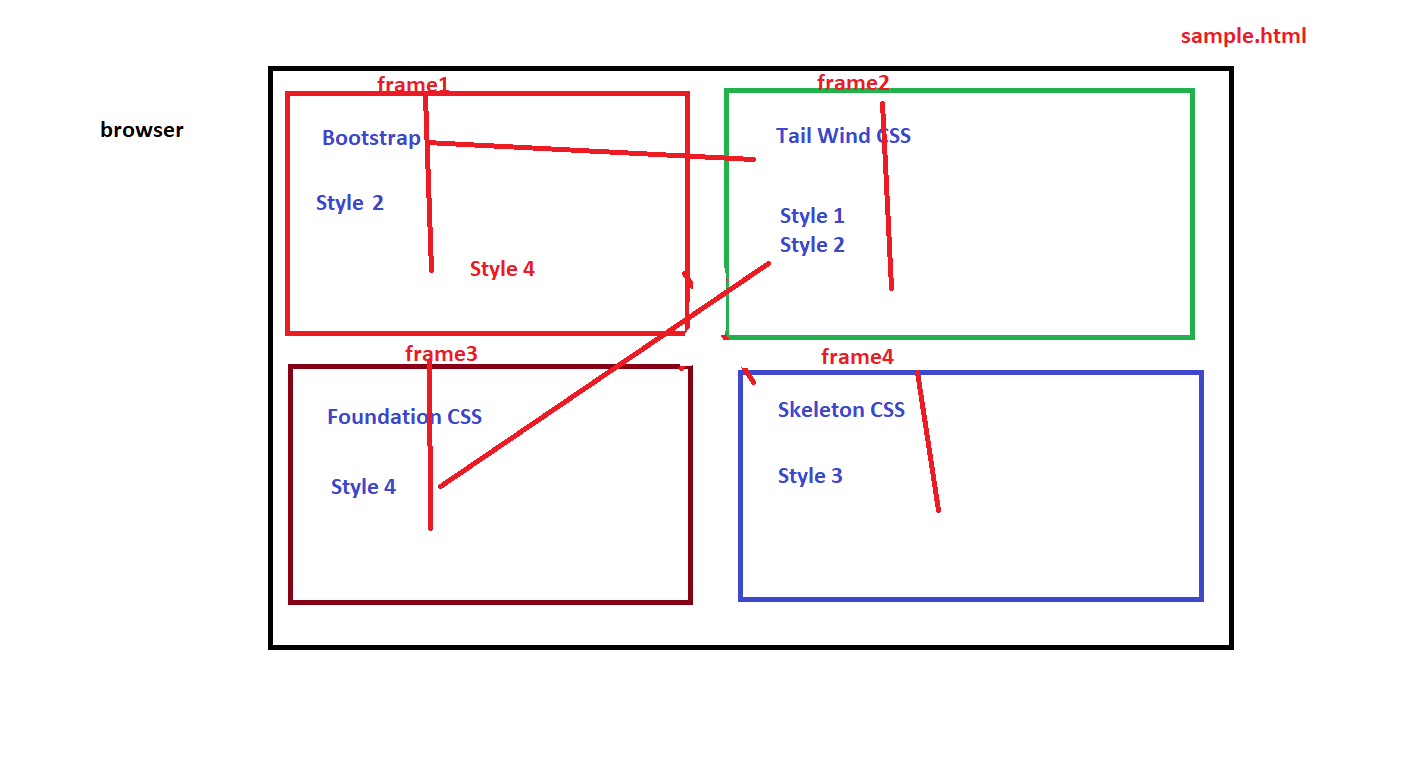 sample.html
browser
frame1
Bootstrap
Style 2
Style 4
frame2
Tail Wind CSS
Style 1
Style 2
frame3
Foundation CSS
Style 4
frame4
Skeleton CSS
Style 3